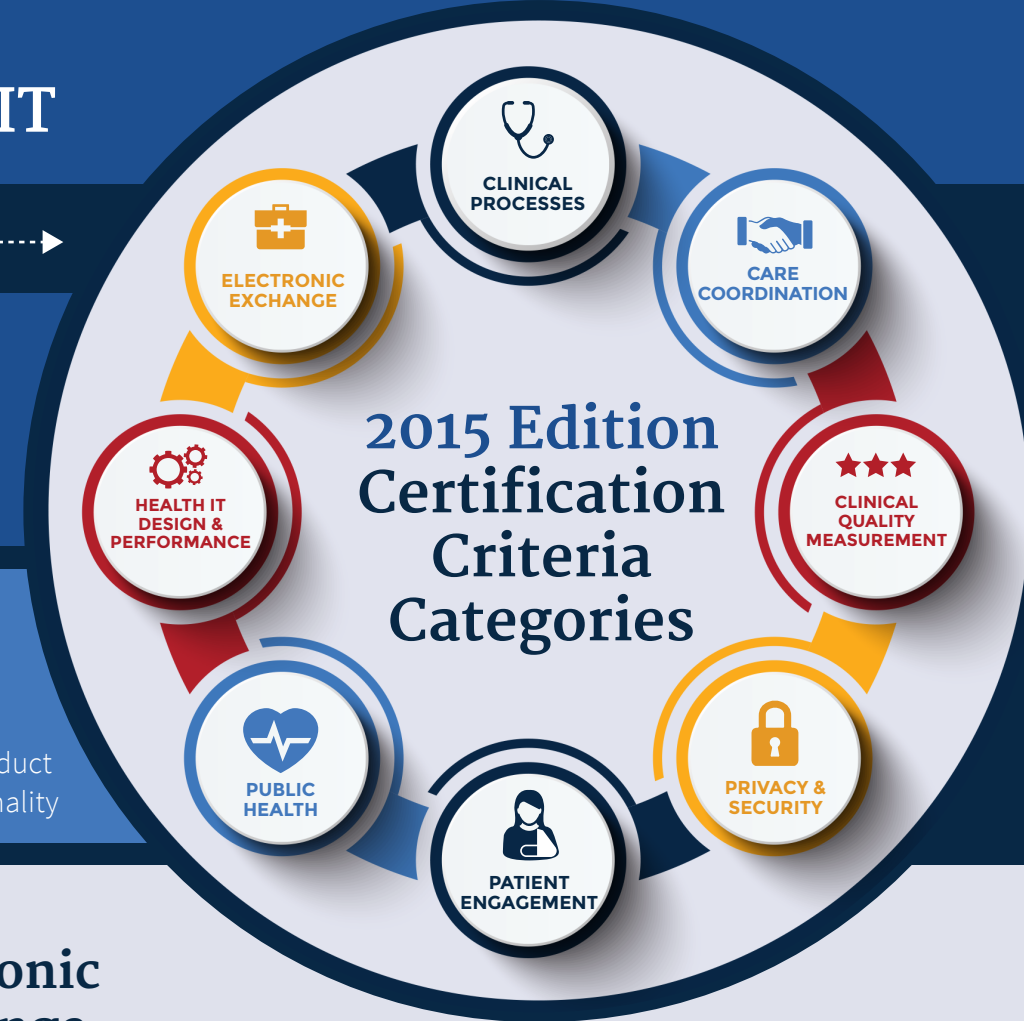 IT
CLINICAL
PROCESSES
CARE
COORDINATION
CLINICAL
QUALITY
MEASUREMENT
PRIVACY &
SECURITY
PATIENT
ENGAGEMENT
PUBLIC
HEALTH
HEALTH IT
DESIGN &
PERFORMANCE
ELECTRONIC
EXCHANGE
2015 Edition
Certification
Criteria
Categories
duct
nality
onic